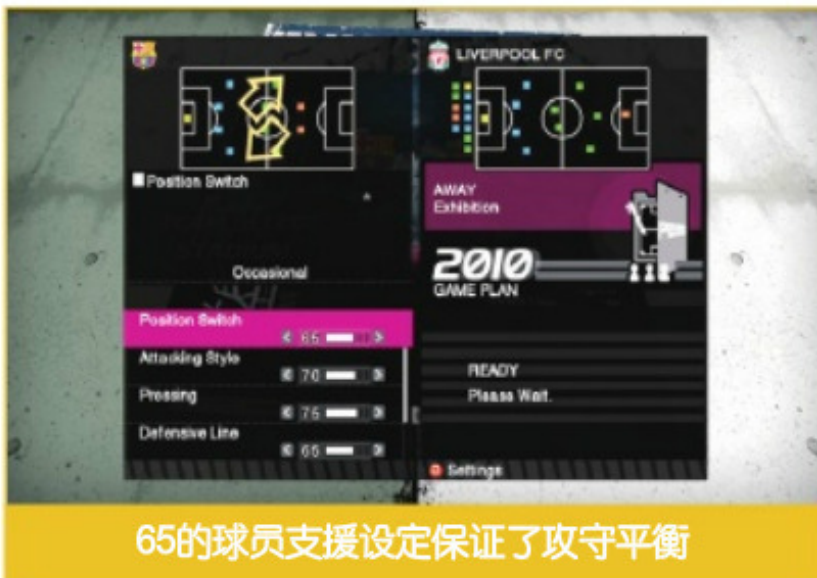 LIVERPOOL FC
Position Switch
AWAY
Exhibition
Occasional
2010
GAME PLAN
Position Switch
65
Attacking Style
70
Pressing
75
Defensive Line
65
READY
Please Wait.
Settings
65的球员支援设定保证了攻守平衡